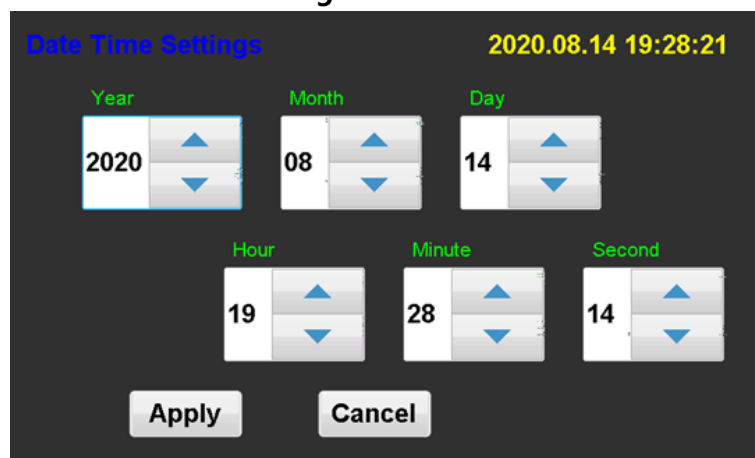 Date Time Settings 2020.08.14 19:28:21
Year Month Day
2020 08 14
Hour Minute Second
19 28 14
Apply Cancel